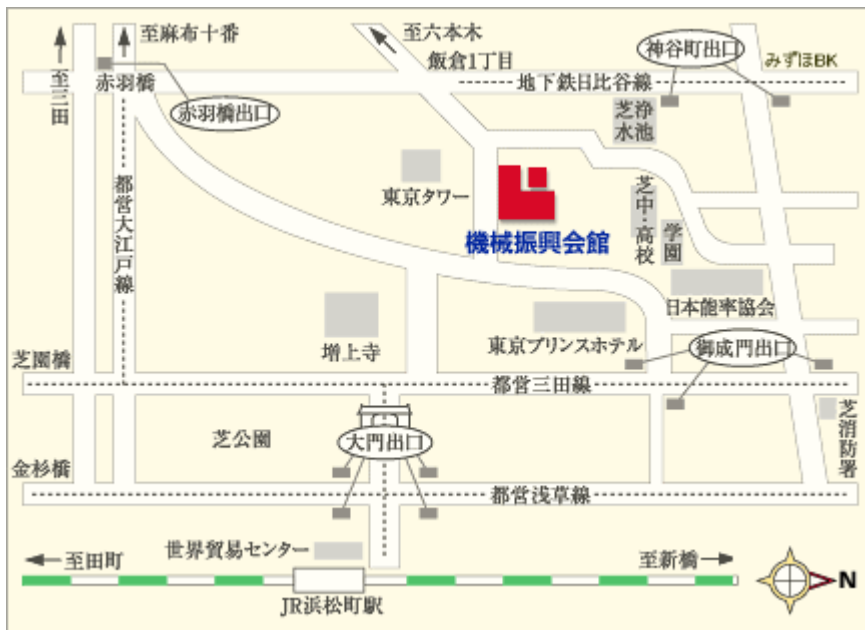 至麻布十番
至六本木
飯倉1丁目
神谷町出口
みずほBK
至三田
赤羽橋
地下鉄日比谷線
赤羽橋出口
芝浄水池
東京タワー
都営大江戸線
機械振興会館
芝中・高校
学園
日本能率協会
増上寺
東京プリンスホテル
御成門出口
芝園橋
都営三田線
芝消防署
芝公園
大門出口
金杉橋
都営浅草線
至田町
世界貿易センター
至新橋
N
JR浜松町駅